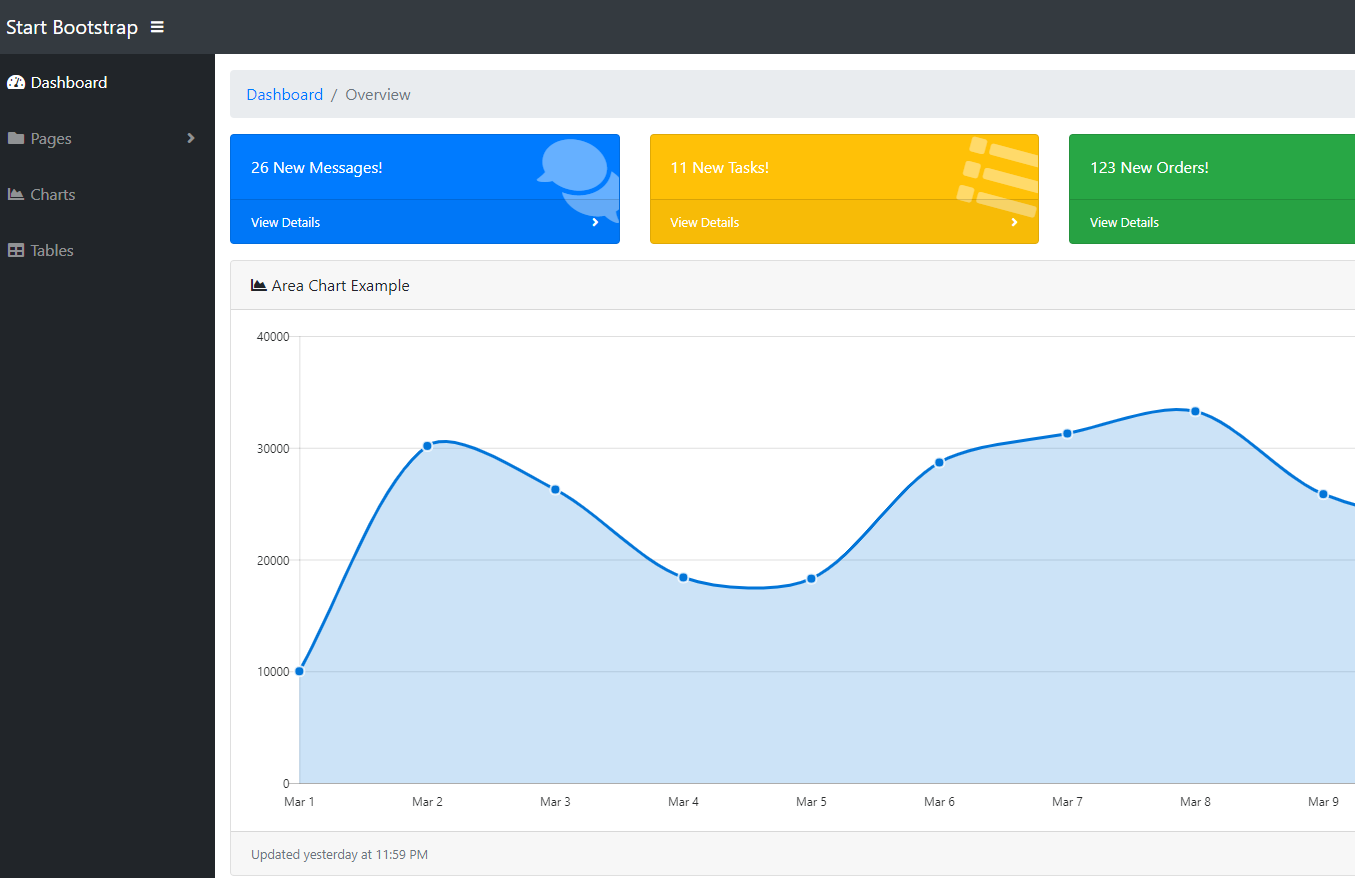 Start Bootstrap
Dashboard
Pages
Charts
Tables
Dashboard / Overview
26 New Messages!
View Details
11 New Tasks!
View Details
123 New Orders!
View Details
Area Chart Example
40000
30000
20000
10000
0
Mar 1 Mar 2 Mar 3 Mar 4 Mar 5 Mar 6 Mar 7 Mar 8 Mar 9
Updated yesterday at 11:59 PM